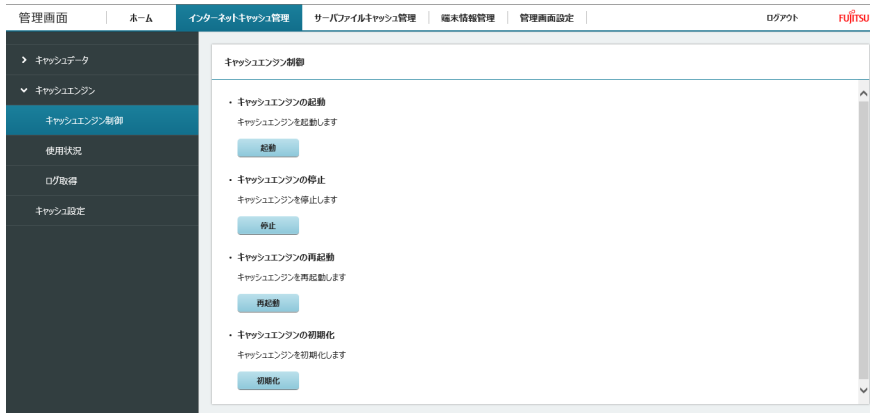 管理画面
ホーム
インターネットキャッシュ管理
サーバファイルキャッシュ管理
端末情報管理
管理画面設定
ログアウト
FUJITSU
キャッシュデータ
キャッシュエンジン
キャッシュエンジン制御
使用状況
ログ取得
キャッシュ設定
キャッシュエンジン制御
・ キャッシュエンジンの起動
キャッシュエンジンを起動します
起動
・ キャッシュエンジンの停止
キャッシュエンジンを停止します
停止
・ キャッシュエンジンの再起動
キャッシュエンジンを再起動します
再起動
・ キャッシュエンジンの初期化
キャッシュエンジンを初期化します
初期化